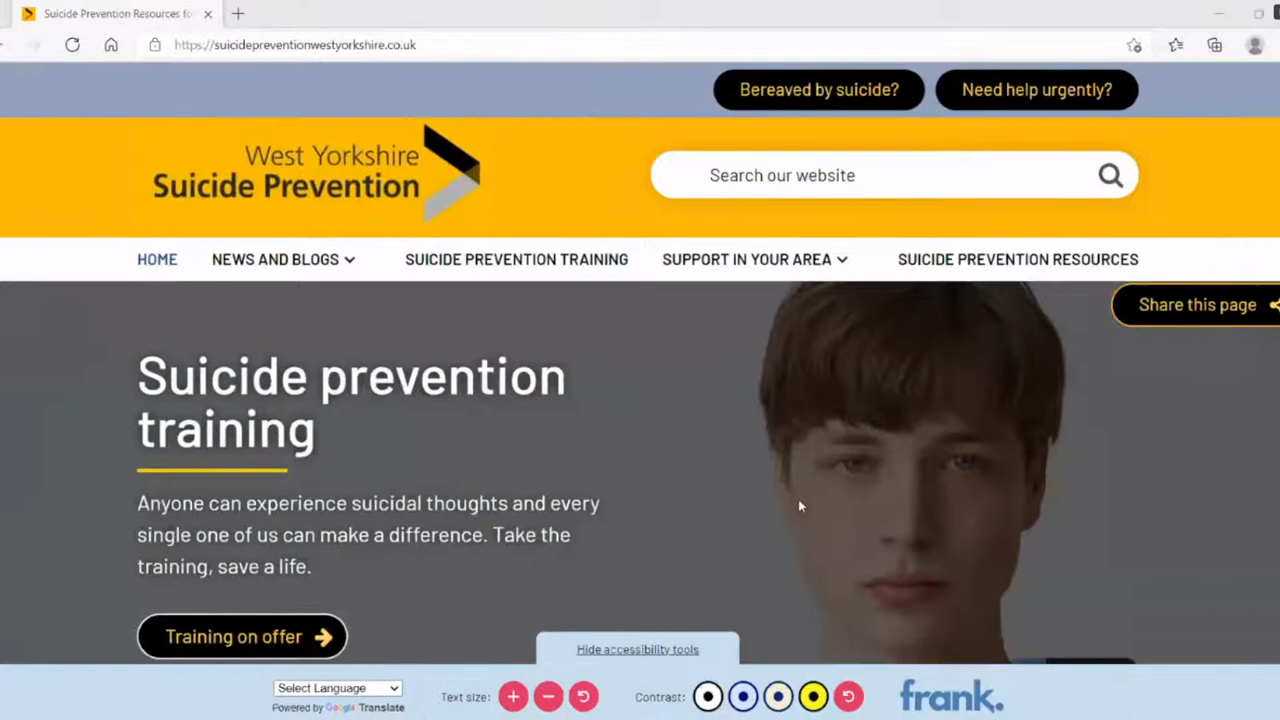 Suicide Prevention Resources fo
https://suicidepreventionwestyorkshire.co.uk
Bereaved by suicide?
Need help urgently?
West Yorkshire
Suicide Prevention
Search our website
HOME
NEWS AND BLOGS
SUICIDE PREVENTION TRAINING
SUPPORT IN YOUR AREA
SUICIDE PREVENTION RESOURCES
Share this page
Suicide prevention
training
Anyone can experience suicidal thoughts and every
single one of us can make a difference. Take the
training, save a life.
Training on offer
Hide accessibility tools
Select Language
Powered by Google Translate
Text size:
Contrast:
frank.